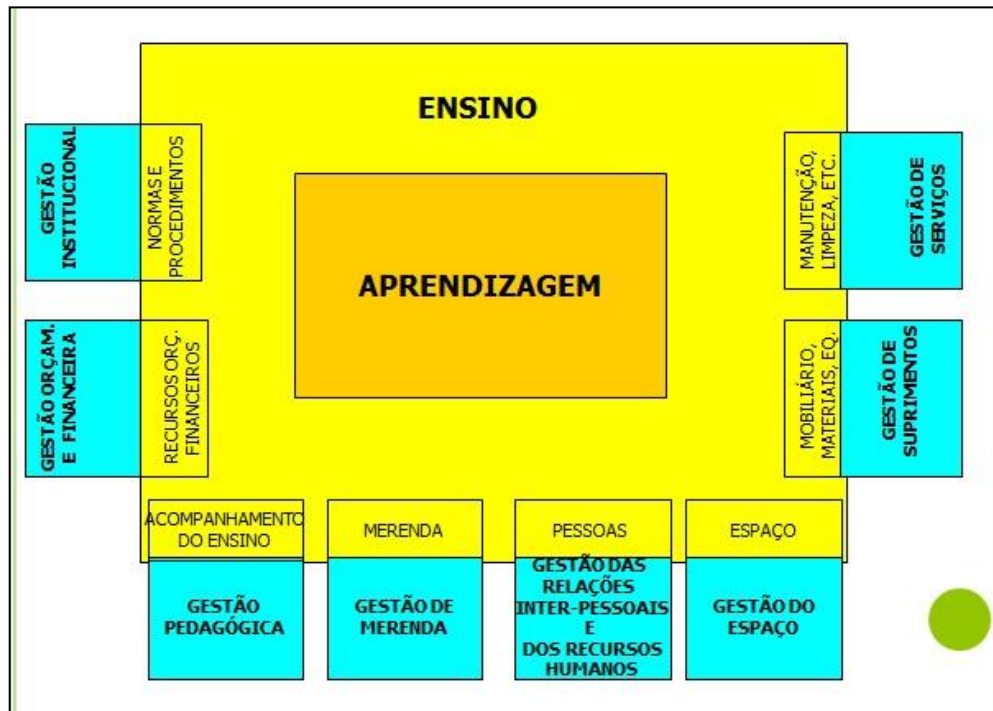 ENSINO
APRENDIZAGEM
GESTÃO
INSTITUCIONAL
NORMAS E
PROCEDIMENTOS
GESTÃO ORÇAM.
E FINANCEIRA
RECURSOS ORÇ.
FINANCEIROS
MANUTENÇÃO,
LIMPEZA, ETC.
GESTÃO DE
SERVIÇOS
MOBILIÁRIO,
MATERIAIS, EQ.
GESTÃO DE
SUPRIMENTOS
ACOMPANHAMENTO
DO ENSINO
GESTÃO
PEDAGÓGICA
MERENDA
GESTÃO DE
MERENDA
PESSOAS
GESTÃO DAS
RELAÇÕES
INTER-PESSOAIS
E
DOS RECURSOS
HUMANOS
ESPAÇO
GESTÃO DO
ESPAÇO